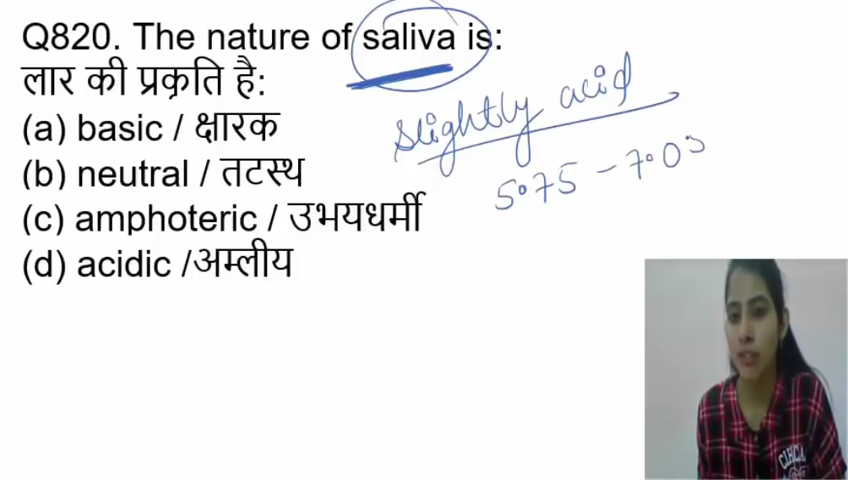 Q820. The nature of saliva is:
लार की प्रकृति है:
(a) basic / क्षारक
(b) neutral / तटस्थ
(c) amphoteric / उभयधर्मी
(d) acidic /अम्लीय
Slightly acid
5.75 - 7.05